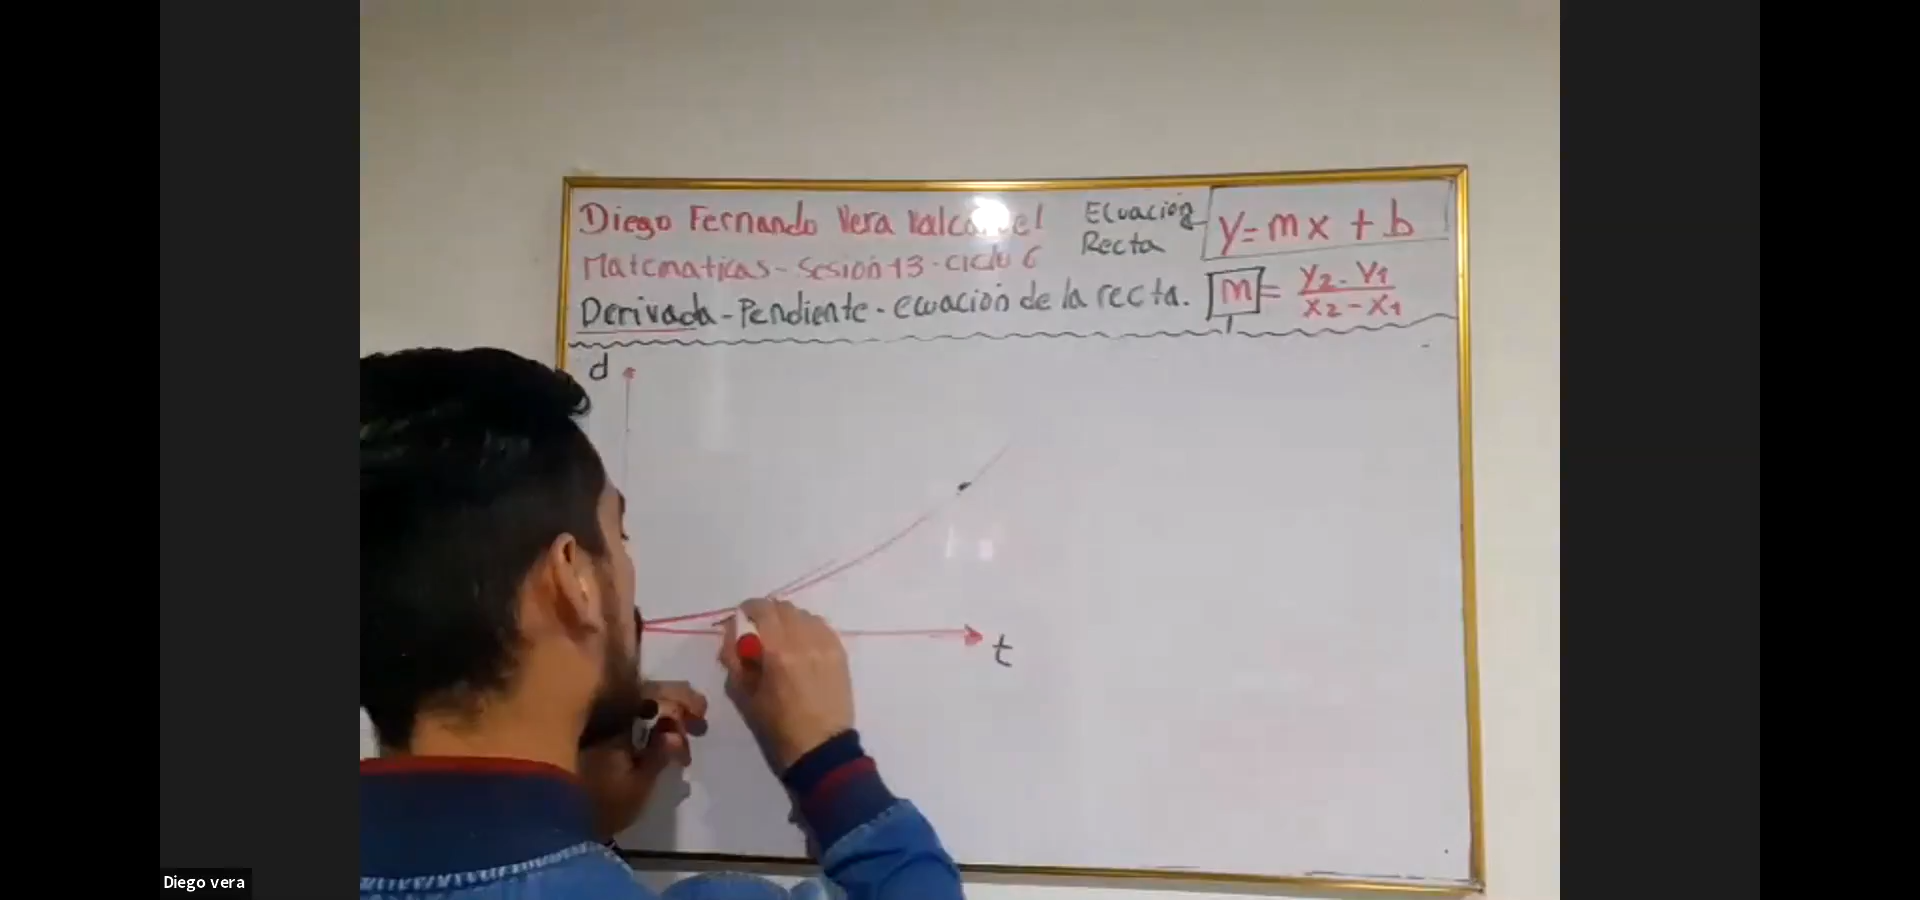 Diego Fernando Vera
Matematicas - Sesión 13 - Ciclo 6
Derivada - Pendiente - ecuación de la recta.
Ecuación
Recta
y = mx + b
m = y2 - y1 / x2 - x1
d
t
Diego vera